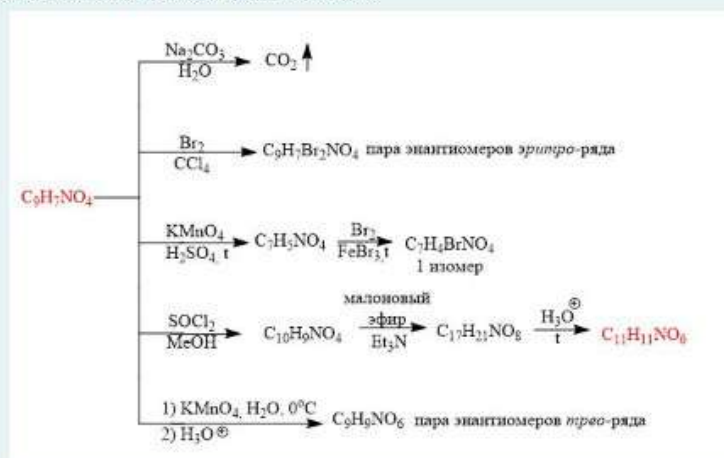 Na₂CO₃
H₂O
CO₂
Br₂
CCl₄
C₉H₇Br₂NO₄ пара энантиомеров эритро-ряда
C₉H₇NO₄
KMnO₄
H₂SO₄, t
C₇H₅NO₄
Br₂
FeBr₃,t
C₇H₄BrNO₄
1 изомер
SOCl₂
MeOH
C₁₀H₉NO₄
малоновый
эфир
Et₃N
C₁₇H₂₁NO₈
H₃O⊕
t
C₁₁H₁₁NO₆
1) KMnO₄, H₂O, 0°C
2) H₃O⊕
C₉H₉NO₆ пара энантиомеров трео-ряда